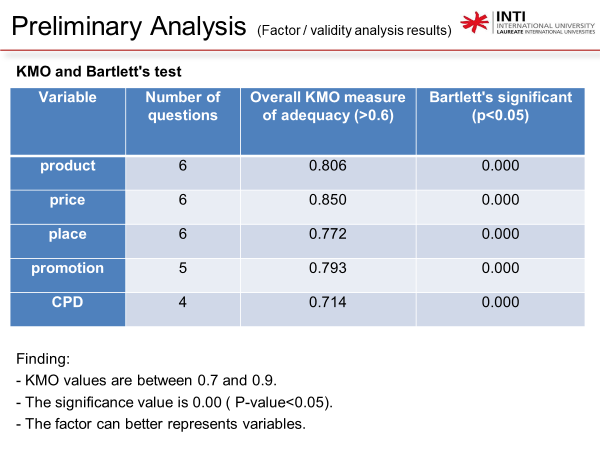 Preliminary Analysis (Factor / validity analysis results)
INTI
INTERNATIONAL UNIVERSITY
LAUREATE INTERNATIONAL UNIVERSITIES
KMO and Bartlett's test
Variable Number of questions Overall KMO measure of adequacy (>0.6) Bartlett's significant (p<0.05)
product 6 0.806 0.000
price 6 0.850 0.000
place 6 0.772 0.000
promotion 5 0.793 0.000
CPD 4 0.714 0.000
Finding:
- KMO values are between 0.7 and 0.9.
- The significance value is 0.00 ( P-value<0.05).
- The factor can better represents variables.